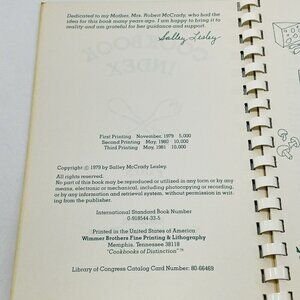 Dedicated to my Mother, Mrs. Robert McCrady, who had the
idea for this book many years ago. I am happy to bring it to
reality and am grateful to her for guidance and support.
Salley Lesley
First Printing November, 1979 5,000
Second Printing May, 1980 10,000
Third Printing May, 1981 10,000
Copyright © 1979 by Salley McCrady Lesley.
All rights reserved.
No part of this book may be reproduced or utilized in any form or by any
means, electronic or mechanical, including photocopying or recording,
or by any information and retrieval system, without permission in writ-
ing from the publisher.
International Standard Book Number
0-918544-33-5
Printed in the United States of America
Wimmer Brothers Fine Printing & Lithography
Memphis, Tennessee 38118
"Cookbooks of Distinction"™
Library of Congress Catalog Card Number: 80-66469